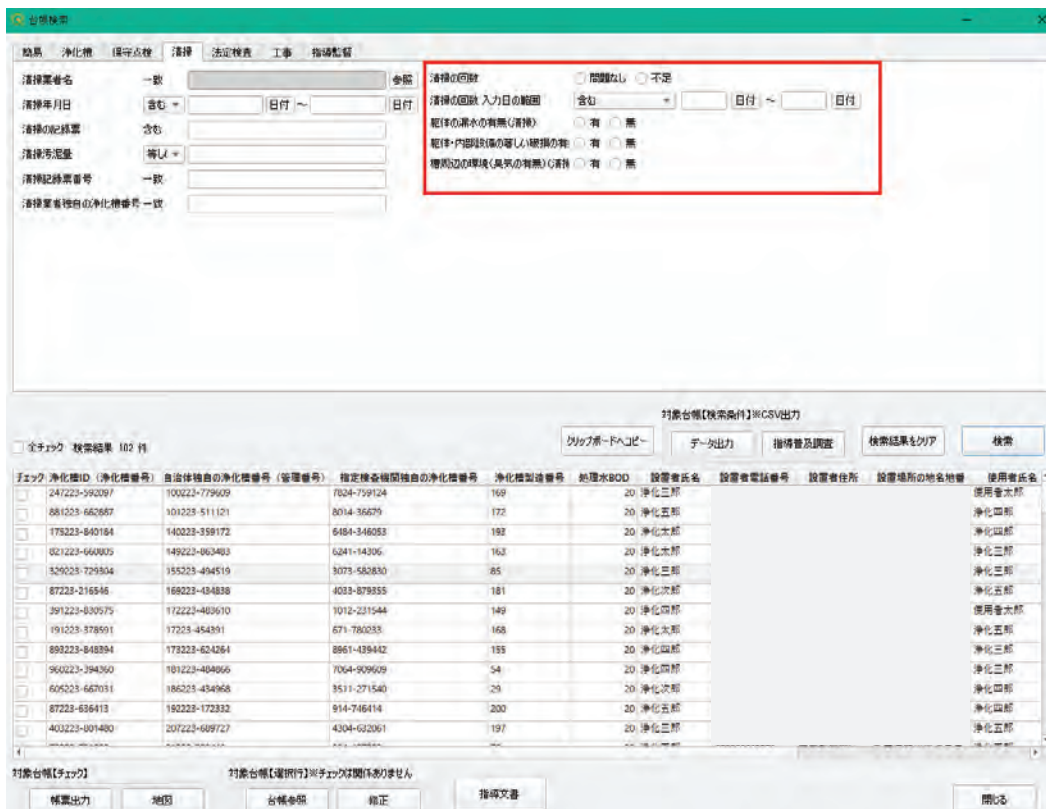 台帳検索
簡易 浄化槽 保守点検 清掃 法定検査 工事 指導監督
清掃業者名 一致 参照
清掃年月日 含む 日付 ～ 日付
清掃の記録票 含む
清掃汚泥量 等しい
清掃記録票番号 一致
清掃業者独自の浄化槽番号 一致
清掃の回数 問題なし 不足
清掃の回数 入力日の範囲 含む 日付 ～ 日付
躯体の漏水の有無(清掃) 有 無
躯体・内部設備の著しい破損の有 有 無
槽周辺の環境(臭気の有無)(清掃 有 無
対象台帳【検索条件】※CSV出力
全チェック 検索結果 102 件 クリップボードへコピー データ出力 指導普及調査 検索結果をクリア 検索
チェック 浄化槽ID（浄化槽番号） 自治体独自の浄化槽番号（管理番号） 指定検査機関独自の浄化槽番号 浄化槽製造番号 処理水BOD 設置者氏名 設置者電話番号 設置者住所 設置場所の地名地番 使用者氏名
247223-592097 100223-779609 7824-759124 169 20 浄化三郎 使用者太郎
881223-662887 101223-511121 8014-36679 172 20 浄化五郎 浄化四郎
175223-840184 140223-359172 6484-346053 193 20 浄化太郎 浄化四郎
821223-660805 149223-863483 6241-14306 163 20 浄化太郎 浄化三郎
329223-729304 155223-494519 3073-582830 85 20 浄化三郎 浄化三郎
87223-216546 169223-434838 4033-879355 181 20 浄化次郎 浄化五郎
391223-830575 172223-483610 1012-231544 149 20 浄化四郎 使用者太郎
191223-378591 17223-454391 671-780233 168 20 浄化太郎 浄化五郎
893223-848394 173223-624264 8961-439442 155 20 浄化四郎 浄化三郎
960223-394360 181223-484866 7064-909609 54 20 浄化四郎 浄化三郎
605223-667031 186223-434968 3511-271540 29 20 浄化次郎 浄化四郎
87223-636413 192223-172332 914-746414 200 20 浄化五郎 浄化四郎
403223-801480 207223-689727 4304-632061 197 20 浄化三郎 浄化五郎
対象台帳【チェック】 対象台帳【選択行】※チェックは関係ありません
帳票出力 地図 台帳参照 修正 指導文書 閉じる